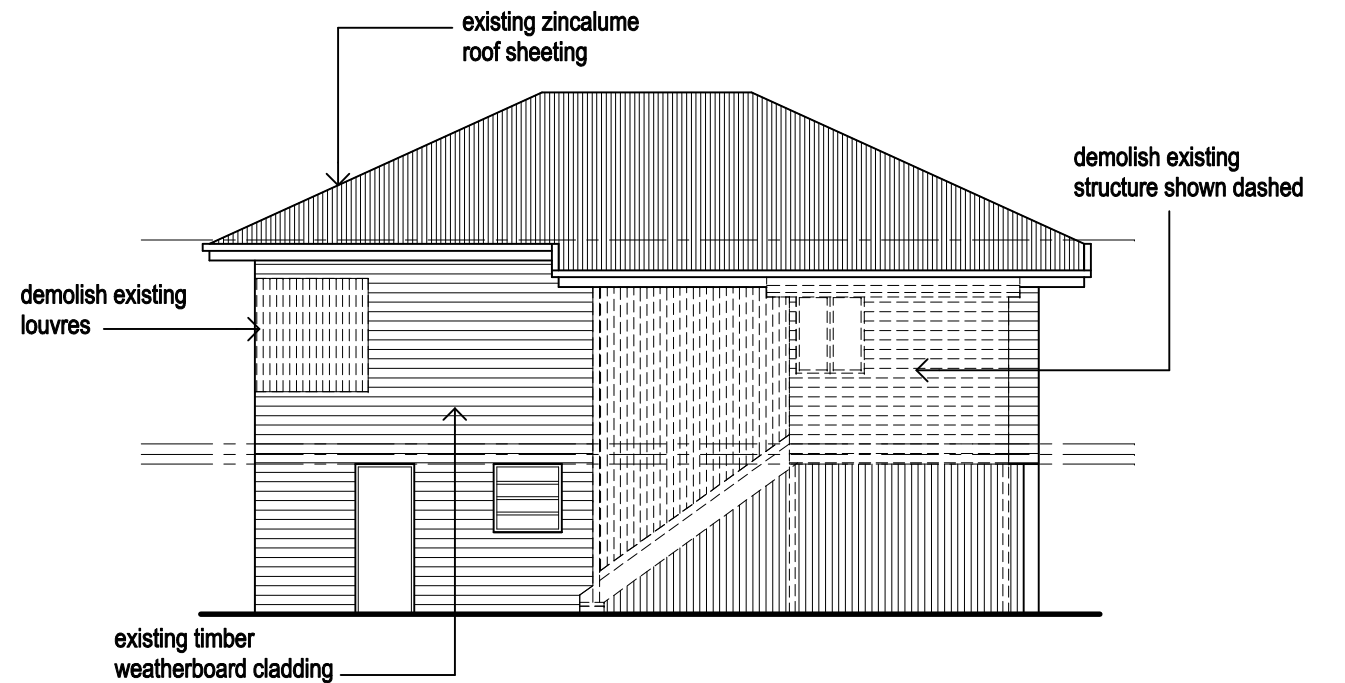 existing zincalume
roof sheeting
demolish existing
structure shown dashed
demolish existing
louvres
existing timber
weatherboard cladding